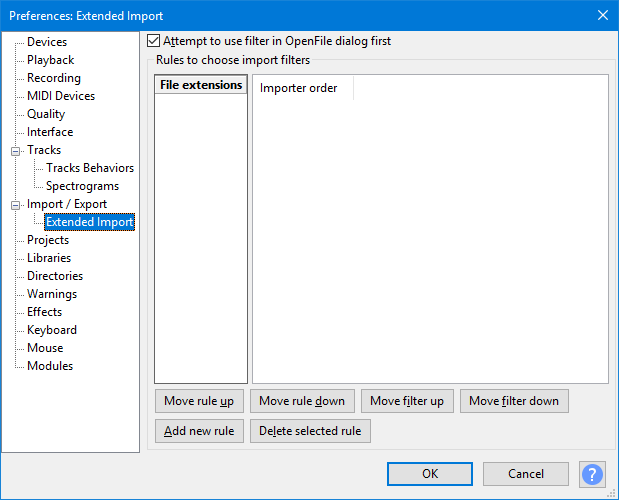 Preferences: Extended Import
Devices
Playback
Recording
MIDI Devices
Quality
Interface
Tracks
Tracks Behaviors
Spectrograms
Import / Export
Extended Import
Projects
Libraries
Directories
Warnings
Effects
Keyboard
Mouse
Modules
Attempt to use filter in OpenFile dialog first
Rules to choose import filters
File extensions
Importer order
Move rule up
Move rule down
Move filter up
Move filter down
Add new rule
Delete selected rule
OK
Cancel
?